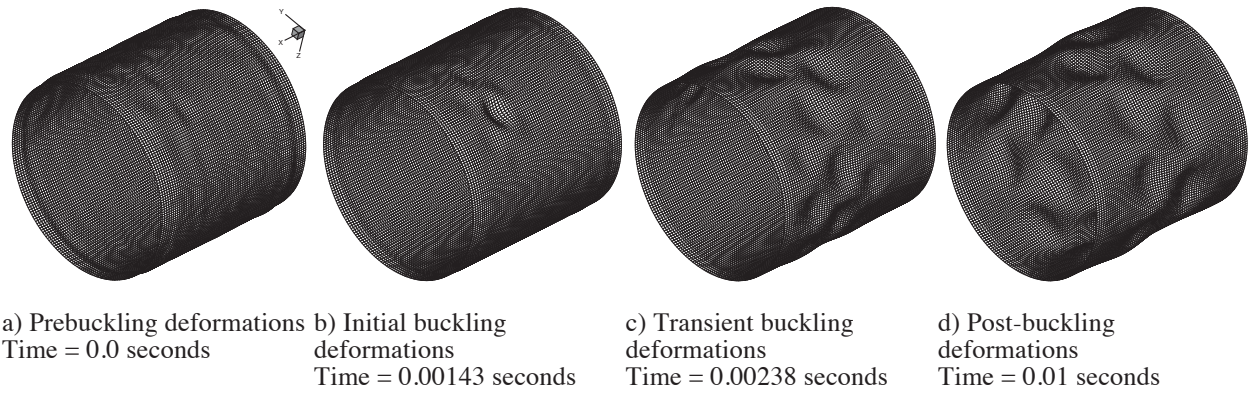 Y
X
Z
a) Prebuckling deformations
Time = 0.0 seconds
b) Initial buckling
deformations
Time = 0.00143 seconds
c) Transient buckling
deformations
Time = 0.00238 seconds
d) Post-buckling
deformations
Time = 0.01 seconds